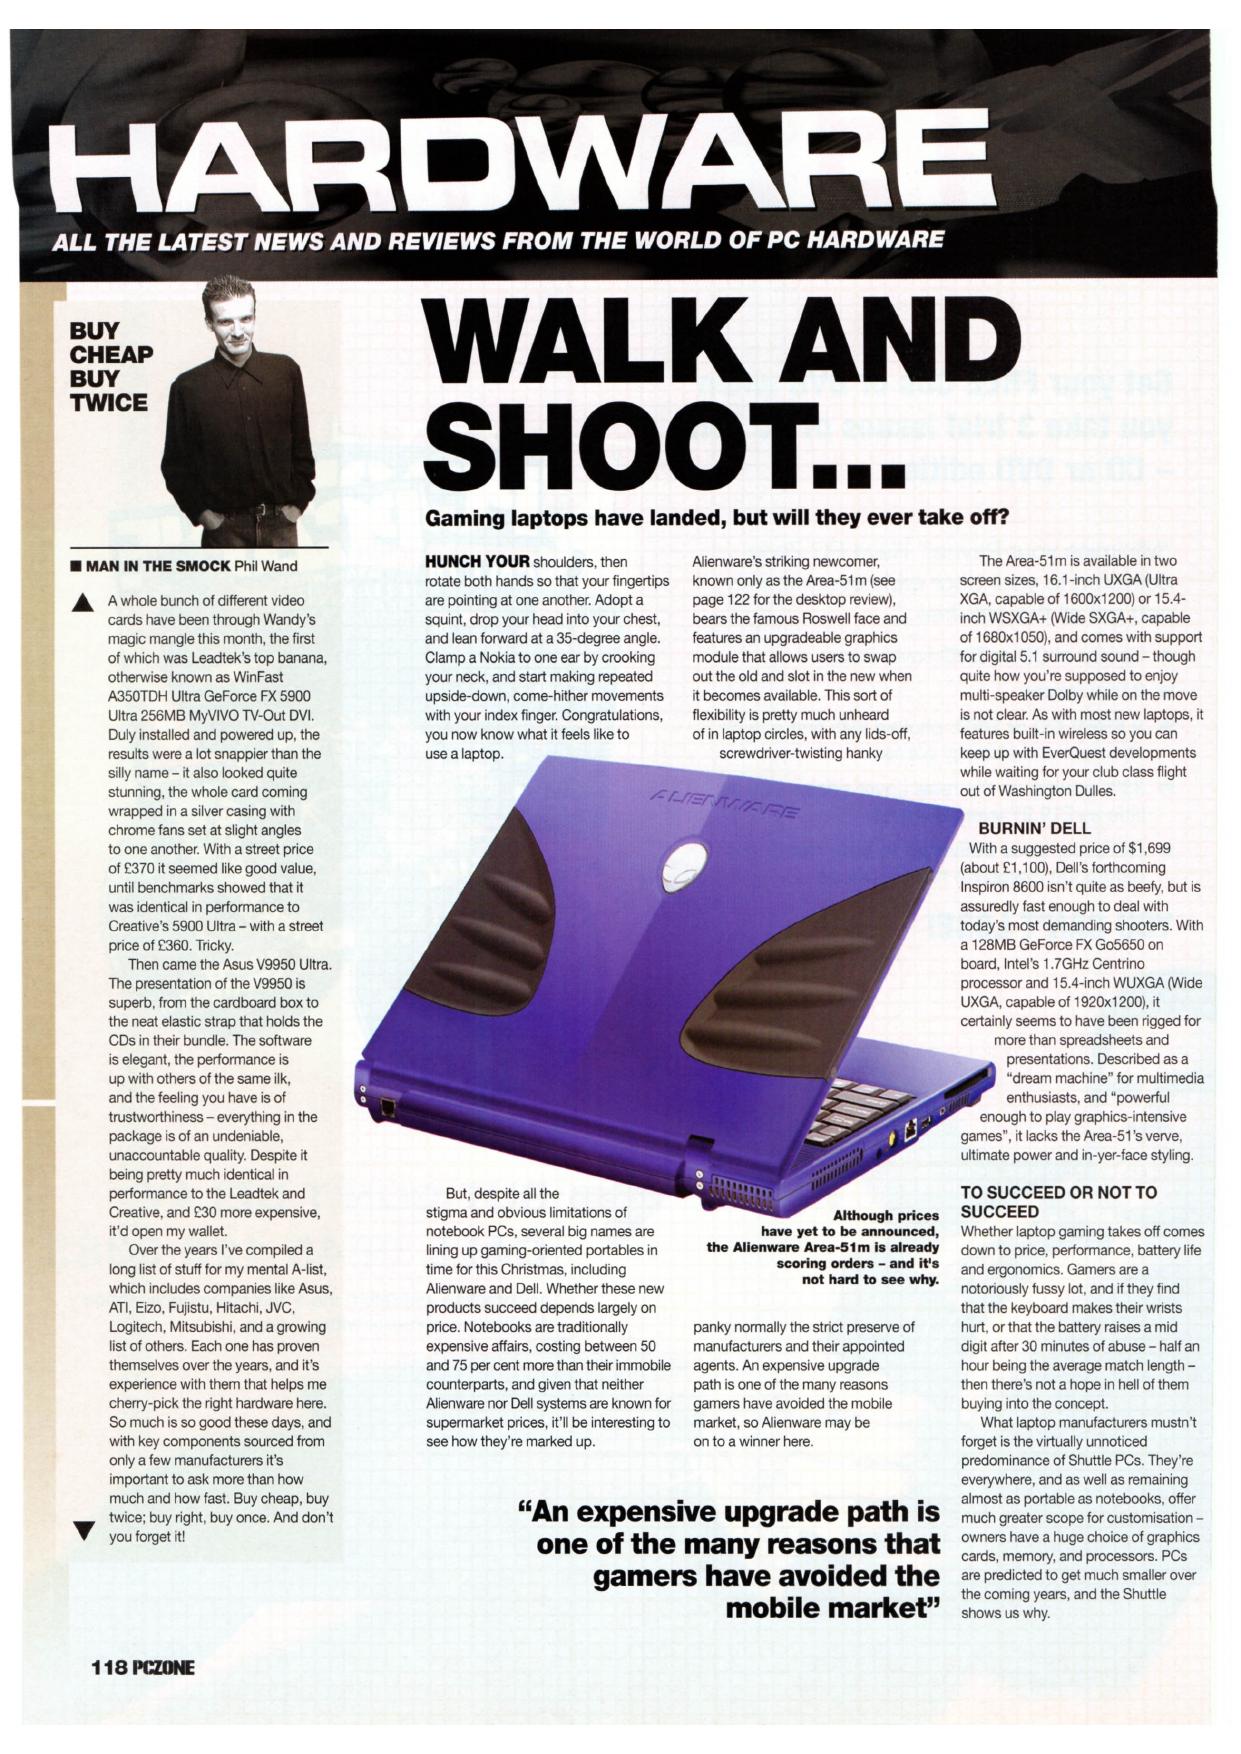 HARDWARE
ALL THE LATEST NEWS AND REVIEWS FROM THE WORLD OF PC HARDWARE
BUY
CHEAP
BUY
TWICE
■ MAN IN THE SMOCK Phil Wand
A whole bunch of different video
cards have been through Wandy's
magic mangle this month, the first
of which was Leadtek's top banana,
otherwise known as WinFast
A350TDH Ultra GeForce FX 5900
Ultra 256MB MyVIVO TV-Out DVI.
Duly installed and powered up, the
results were a lot snappier than the
silly name – it also looked quite
stunning, the whole card coming
wrapped in a silver casing with
chrome fans set at slight angles
to one another. With a street price
of £370 it seemed like good value,
until benchmarks showed that it
was identical in performance to
Creative's 5900 Ultra – with a street
price of £360. Tricky.
Then came the Asus V9950 Ultra.
The presentation of the V9950 is
superb, from the cardboard box to
the neat elastic strap that holds the
CDs in their bundle. The software
is elegant, the performance is
up with others of the same ilk,
and the feeling you have is of
trustworthiness – everything in the
package is of an undeniable,
unaccountable quality. Despite it
being pretty much identical in
performance to the Leadtek and
Creative, and £30 more expensive,
it'd open my wallet.
Over the years I've compiled a
long list of stuff for my mental A-list,
which includes companies like Asus,
ATI, Eizo, Fujistu, Hitachi, JVC,
Logitech, Mitsubishi, and a growing
list of others. Each one has proven
themselves over the years, and it's
experience with them that helps me
cherry-pick the right hardware here.
So much is so good these days, and
with key components sourced from
only a few manufacturers it's
important to ask more than how
much and how fast. Buy cheap, buy
twice; buy right, buy once. And don't
you forget it!
WALK AND
SHOOT...
Gaming laptops have landed, but will they ever take off?
HUNCH YOUR shoulders, then
rotate both hands so that your fingertips
are pointing at one another. Adopt a
squint, drop your head into your chest,
and lean forward at a 35-degree angle.
Clamp a Nokia to one ear by crooking
your neck, and start making repeated
upside-down, come-hither movements
with your index finger. Congratulations,
you now know what it feels like to
use a laptop.
ALIENWARE
But, despite all the
stigma and obvious limitations of
notebook PCs, several big names are
lining up gaming-oriented portables in
time for this Christmas, including
Alienware and Dell. Whether these new
products succeed depends largely on
price. Notebooks are traditionally
expensive affairs, costing between 50
and 75 per cent more than their immobile
counterparts, and given that neither
Alienware nor Dell systems are known for
supermarket prices, it'll be interesting to
see how they're marked up.
Alienware's striking newcomer,
known only as the Area-51m (see
page 122 for the desktop review),
bears the famous Roswell face and
features an upgradeable graphics
module that allows users to swap
out the old and slot in the new when
it becomes available. This sort of
flexibility is pretty much unheard
of in laptop circles, with any lids-off,
screwdriver-twisting hanky
Although prices
have yet to be announced,
the Alienware Area-51m is already
scoring orders – and it's
not hard to see why.
panky normally the strict preserve of
manufacturers and their appointed
agents. An expensive upgrade
path is one of the many reasons
gamers have avoided the mobile
market, so Alienware may be
on to a winner here.
"An expensive upgrade path is
one of the many reasons that
gamers have avoided the
mobile market"
The Area-51m is available in two
screen sizes, 16.1-inch UXGA (Ultra
XGA, capable of 1600x1200) or 15.4-
inch WSXGA+ (Wide SXGA+, capable
of 1680x1050), and comes with support
for digital 5.1 surround sound – though
quite how you're supposed to enjoy
multi-speaker Dolby while on the move
is not clear. As with most new laptops, it
features built-in wireless so you can
keep up with EverQuest developments
while waiting for your club class flight
out of Washington Dulles.
BURNIN' DELL
With a suggested price of $1,699
(about £1,100), Dell's forthcoming
Inspiron 8600 isn't quite as beefy, but is
assuredly fast enough to deal with
today's most demanding shooters. With
a 128MB GeForce FX Go5650 on
board, Intel's 1.7GHz Centrino
processor and 15.4-inch WUXGA (Wide
UXGA, capable of 1920x1200), it
certainly seems to have been rigged for
more than spreadsheets and
presentations. Described as a
"dream machine" for multimedia
enthusiasts, and "powerful
enough to play graphics-intensive
games", it lacks the Area-51's verve,
ultimate power and in-yer-face styling.
TO SUCCEED OR NOT TO
SUCCEED
Whether laptop gaming takes off comes
down to price, performance, battery life
and ergonomics. Gamers are a
notoriously fussy lot, and if they find
that the keyboard makes their wrists
hurt, or that the battery raises a mid
digit after 30 minutes of abuse – half an
hour being the average match length –
then there's not a hope in hell of them
buying into the concept.
What laptop manufacturers mustn't
forget is the virtually unnoticed
predominance of Shuttle PCs. They're
everywhere, and as well as remaining
almost as portable as notebooks, offer
much greater scope for customisation –
owners have a huge choice of graphics
cards, memory, and processors. PCs
are predicted to get much smaller over
the coming years, and the Shuttle
shows us why.
118 PCZONE